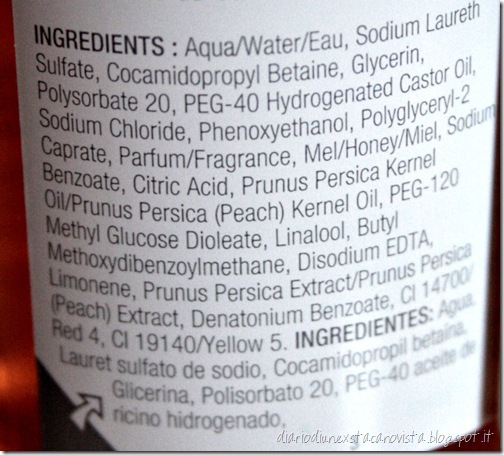 INGREDIENTS : Aqua/Water/Eau, Sodium Laureth
Sulfate, Cocamidopropyl Betaine, Glycerin,
Polysorbate 20, PEG-40 Hydrogenated Castor Oil,
Sodium Chloride, Phenoxyethanol, Polyglyceryl-2
Caprate, Parfum/Fragrance, Mel/Honey/Miel, Sodium
Benzoate, Citric Acid, Prunus Persica Kernel
Oil/Prunus Persica (Peach) Kernel Oil, PEG-120
Methyl Glucose Dioleate, Linalool, Butyl
Methoxydibenzoylmethane, Disodium EDTA,
Limonene, Prunus Persica Extract/Prunus Persica
(Peach) Extract, Denatonium Benzoate, CI 14700/
Red 4, CI 19140/Yellow 5. INGREDIENTES: Agua,
Lauret sulfato de sodio, Cocamidopropil betaina,
Glicerina, Polisorbato 20, PEG-40 aceite de
ricino hidrogenado,
diariodiunexstacanovista.blogspot.it